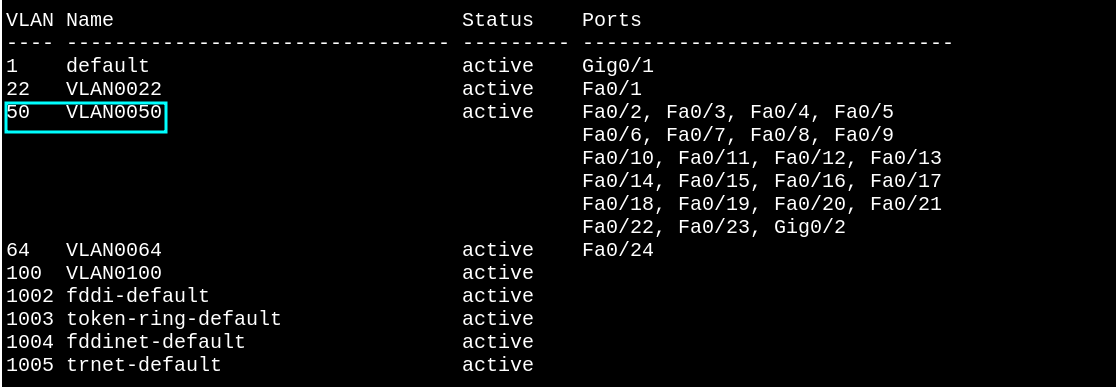 VLAN Name                             Status    Ports
---- -------------------------------- --------- -------------------------------
1    default                          active    Gig0/1
22   VLAN0022                         active    Fa0/1
50   VLAN0050                         active    Fa0/2, Fa0/3, Fa0/4, Fa0/5
                                                Fa0/6, Fa0/7, Fa0/8, Fa0/9
                                                Fa0/10, Fa0/11, Fa0/12, Fa0/13
                                                Fa0/14, Fa0/15, Fa0/16, Fa0/17
                                                Fa0/18, Fa0/19, Fa0/20, Fa0/21
                                                Fa0/22, Fa0/23, Gig0/2
64   VLAN0064                         active    Fa0/24
100  VLAN0100                         active
1002 fddi-default                     active
1003 token-ring-default               active
1004 fddinet-default                  active
1005 trnet-default                    active